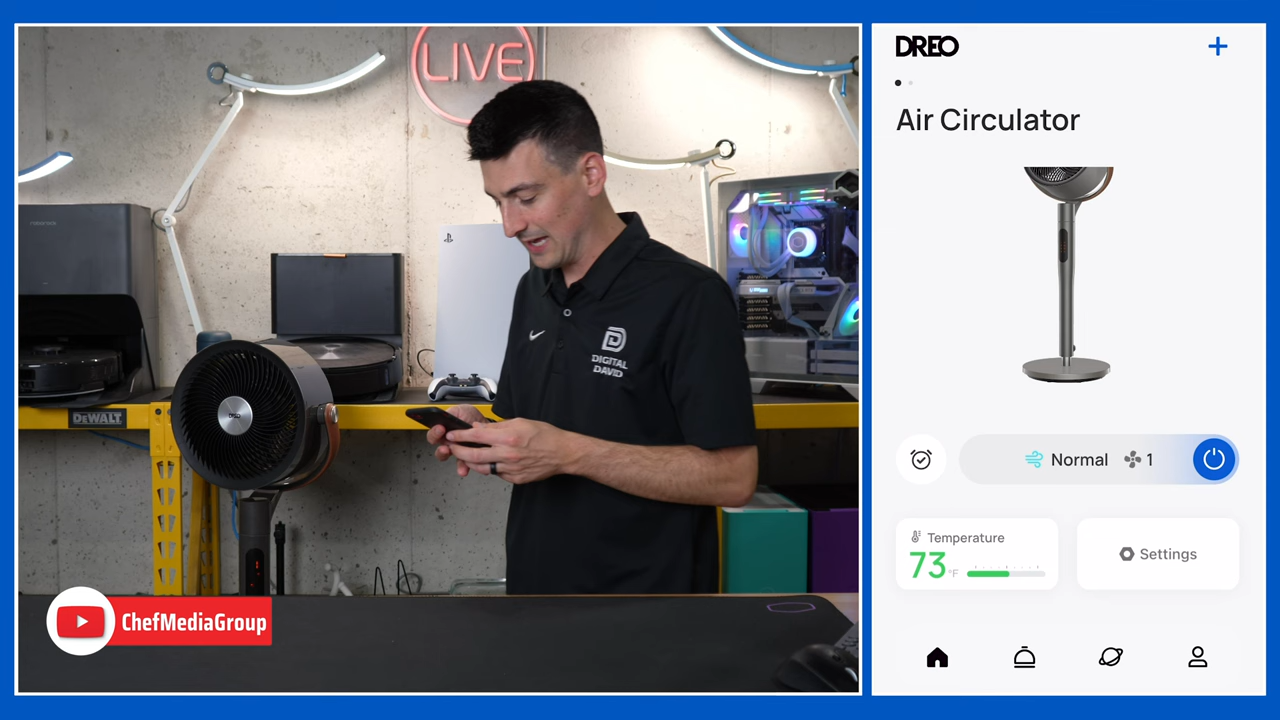 LIVE
DIGITAL
DAVID
DREO
DEWALT
ChefMediaGroup
DREO
Air Circulator
Normal 1
Temperature
73°F
Settings